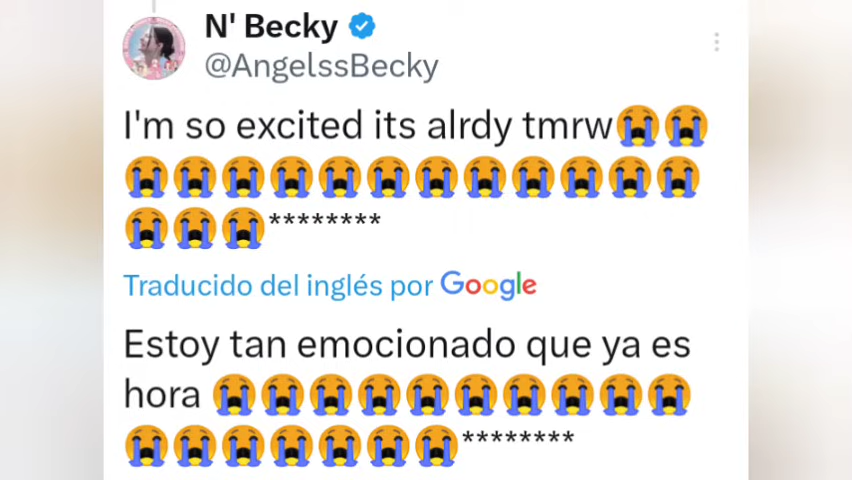 N' Becky
@AngelssBecky
I'm so excited its alrdy tmrw😭😭
😭😭😭😭😭😭😭😭😭😭😭😭
😭😭😭********
Traducido del inglés por Google
Estoy tan emocionado que ya es
hora 😭😭😭😭😭😭😭😭😭😭
😭😭😭😭😭😭😭********